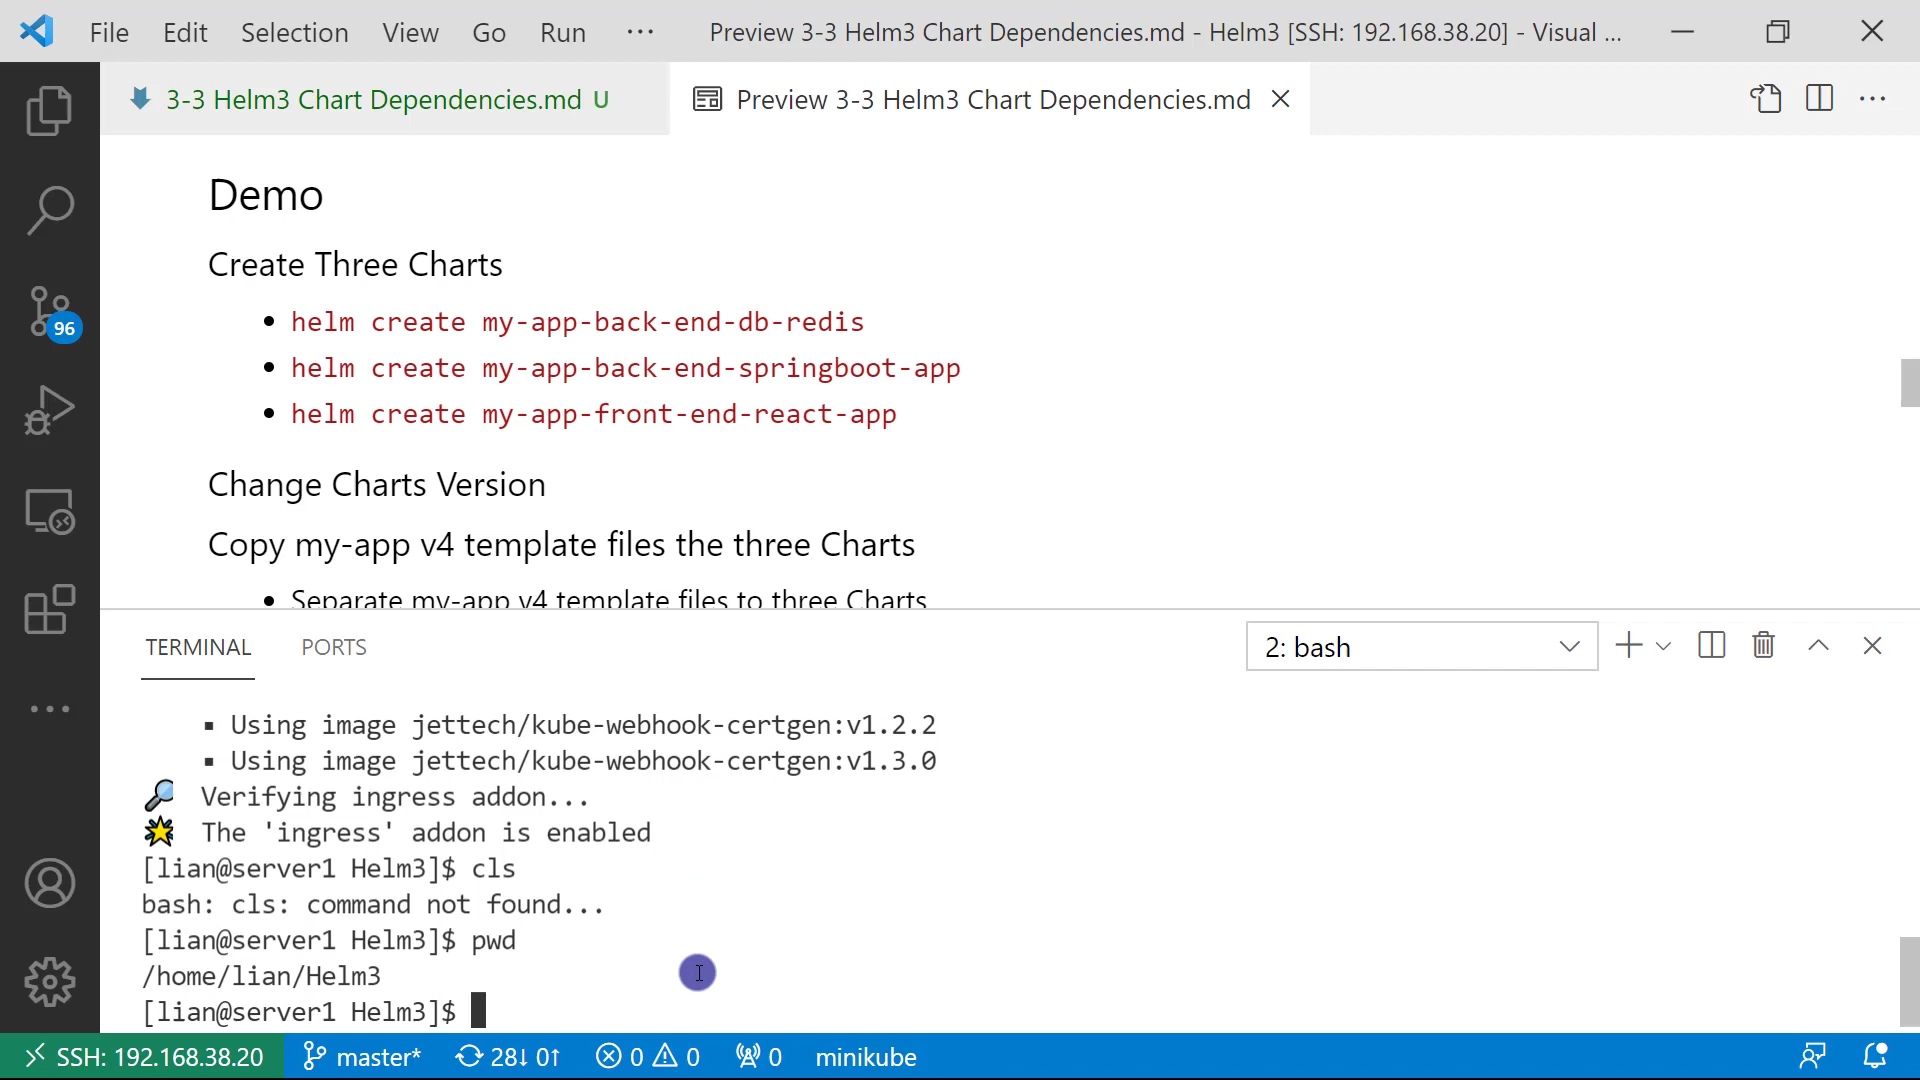 File Edit Selection View Go Run ··· Preview 3-3 Helm3 Chart Dependencies.md - Helm3 [SSH: 192.168.38.20] - Visual ...
3-3 Helm3 Chart Dependencies.md U
Preview 3-3 Helm3 Chart Dependencies.md
Demo
Create Three Charts
• helm create my-app-back-end-db-redis
• helm create my-app-back-end-springboot-app
• helm create my-app-front-end-react-app
Change Charts Version
Copy my-app v4 template files the three Charts
• Separate my-app v4 template files to three Charts
96
TERMINAL PORTS
2: bash
▪ Using image jettech/kube-webhook-certgen:v1.2.2
▪ Using image jettech/kube-webhook-certgen:v1.3.0
Verifying ingress addon...
The 'ingress' addon is enabled
[lian@server1 Helm3]$ cls
bash: cls: command not found...
[lian@server1 Helm3]$ pwd
/home/lian/Helm3
[lian@server1 Helm3]$
SSH: 192.168.38.20 master* 28↓ 0↑ 0 0 0 minikube